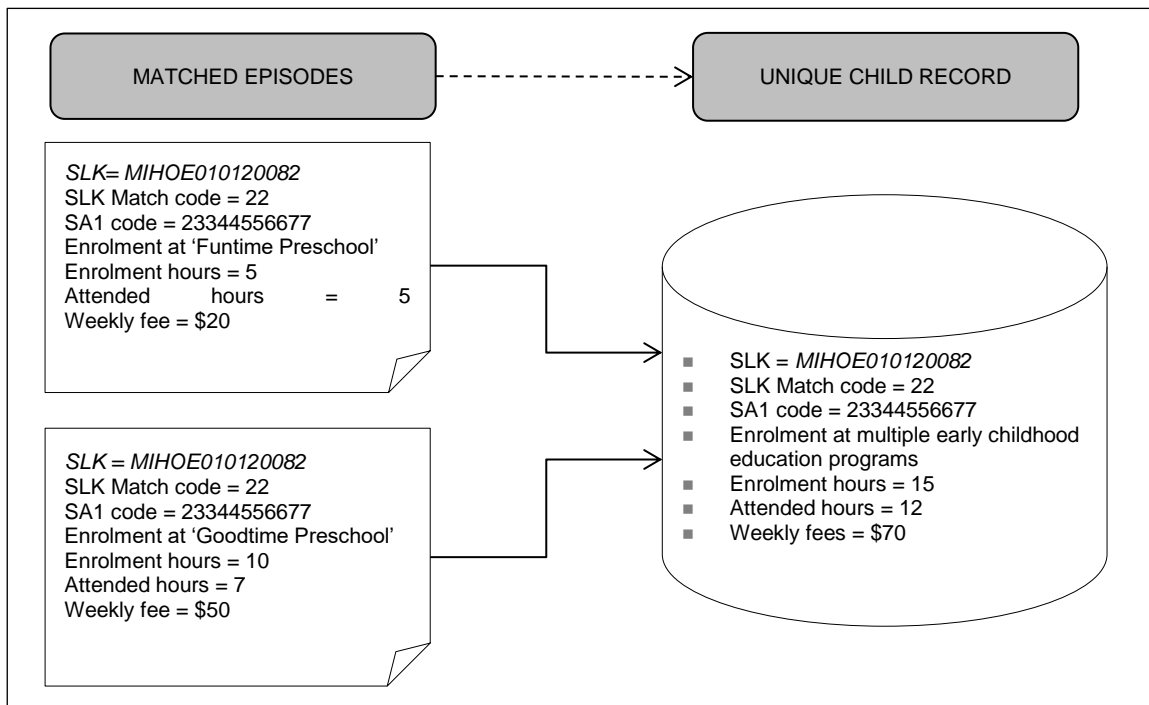 MATCHED EPISODES
UNIQUE CHILD RECORD
SLK= MIHOE010120082
SLK Match code = 22
SA1 code = 23344556677
Enrolment at ‘Funtime Preschool’
Enrolment hours = 5
Attended hours = 5
Weekly fee = $20
SLK = MIHOE010120082
SLK Match code = 22
SA1 code = 23344556677
Enrolment at ‘Goodtime Preschool’
Enrolment hours = 10
Attended hours = 7
Weekly fee = $50
SLK = MIHOE010120082
SLK Match code = 22
SA1 code = 23344556677
Enrolment at multiple early childhood
education programs
Enrolment hours = 15
Attended hours = 12
Weekly fees = $70